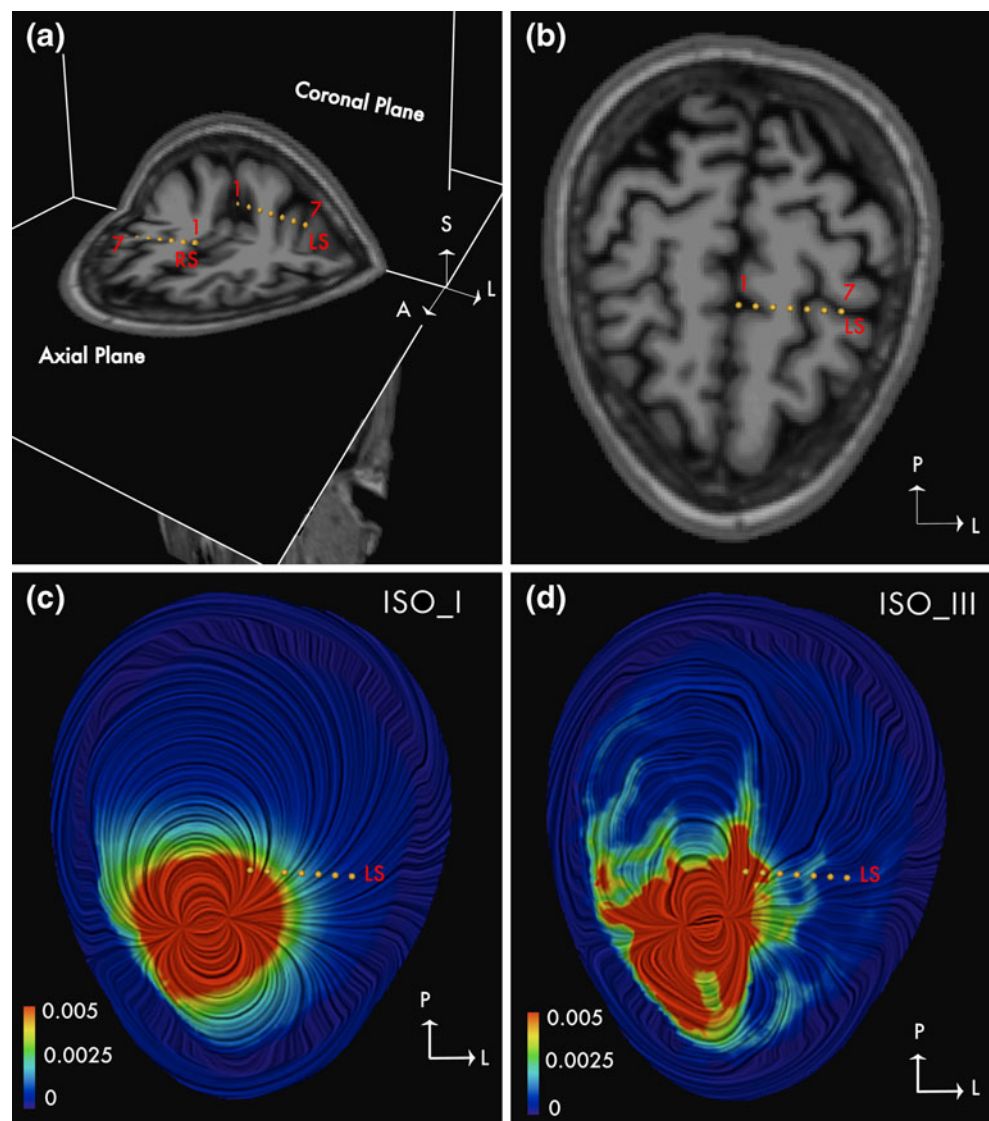 (a)
Coronal Plane
1
7
LS
7
1
RS
S
L
A
Axial Plane
(b)
1
7
LS
P
L
(c)
ISO_I
LS
0.005
0.0025
0
P
L
(d)
ISO_III
LS
0.005
0.0025
0
P
L